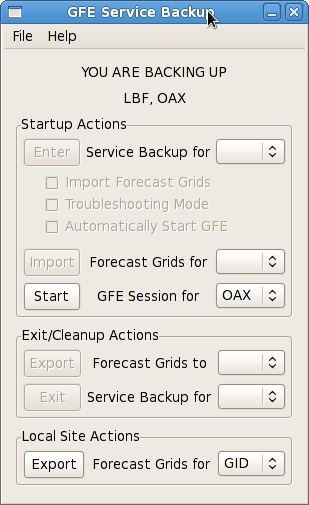 GFE Service Backup
File Help
YOU ARE BACKING UP
LBF, OAX
Startup Actions
Enter Service Backup for
Import Forecast Grids
Troubleshooting Mode
Automatically Start GFE
Import Forecast Grids for
Start GFE Session for OAX
Exit/Cleanup Actions
Export Forecast Grids to
Exit Service Backup for
Local Site Actions
Export Forecast Grids for GID